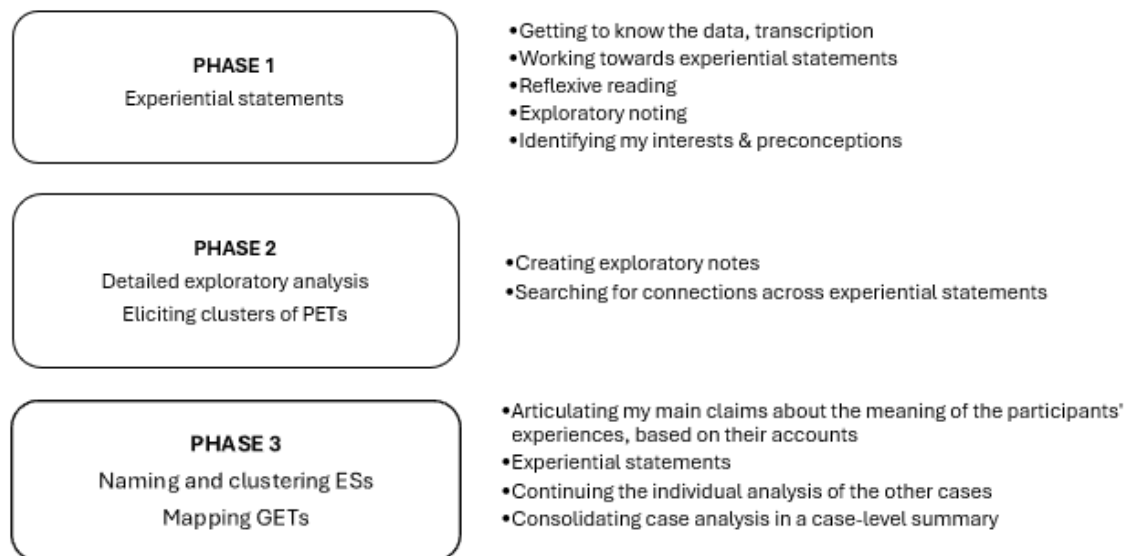 PHASE 1
Experiential statements
•Getting to know the data, transcription
•Working towards experiential statements
•Reflexive reading
•Exploratory noting
•Identifying my interests & preconceptions
PHASE 2
Detailed exploratory analysis
Eliciting clusters of PETs
•Creating exploratory notes
•Searching for connections across experiential statements
PHASE 3
Naming and clustering ESs
Mapping GETs
•Articulating my main claims about the meaning of the participants'
experiences, based on their accounts
•Experiential statements
•Continuing the individual analysis of the other cases
•Consolidating case analysis in a case-level summary